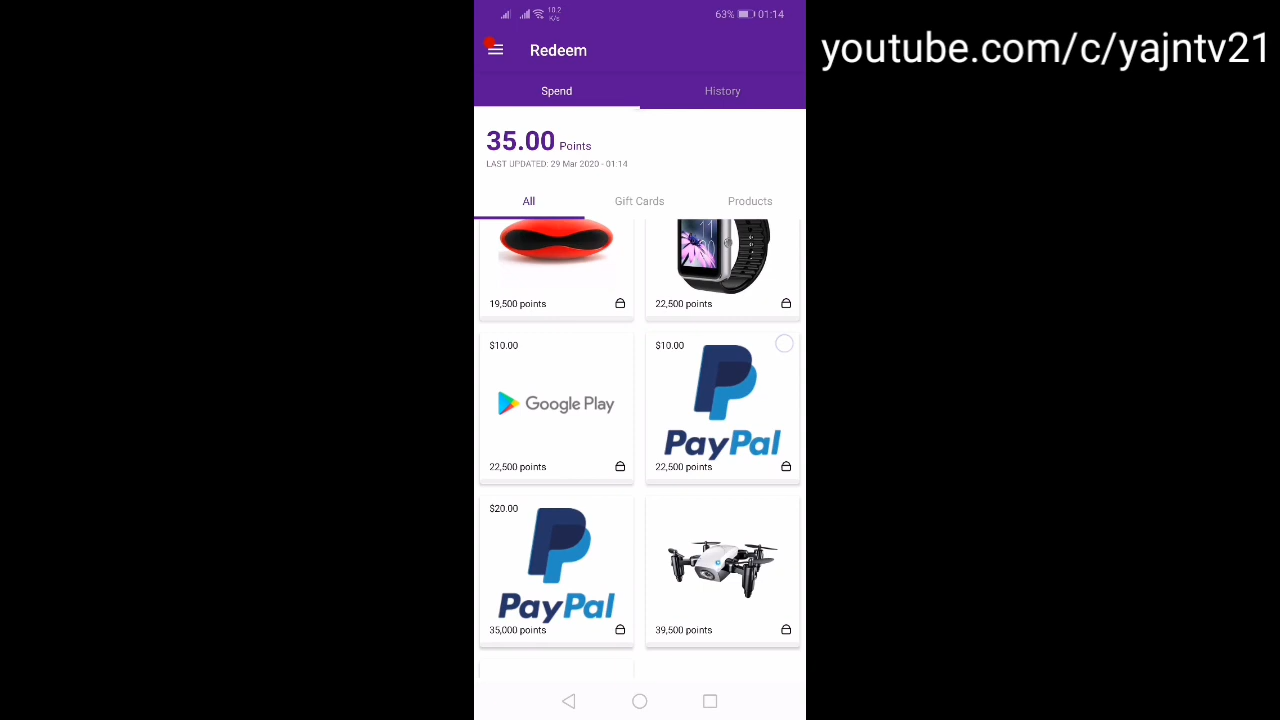 10.2
K/s
63% 01:14
youtube.com/c/yajntv21
Redeem
Spend
History
35.00 Points
LAST UPDATED: 29 Mar 2020 - 01:14
All
Gift Cards
Products
19,500 points
22,500 points
$10.00
Google Play
22,500 points
$10.00
PayPal
22,500 points
$20.00
PayPal
35,000 points
39,500 points